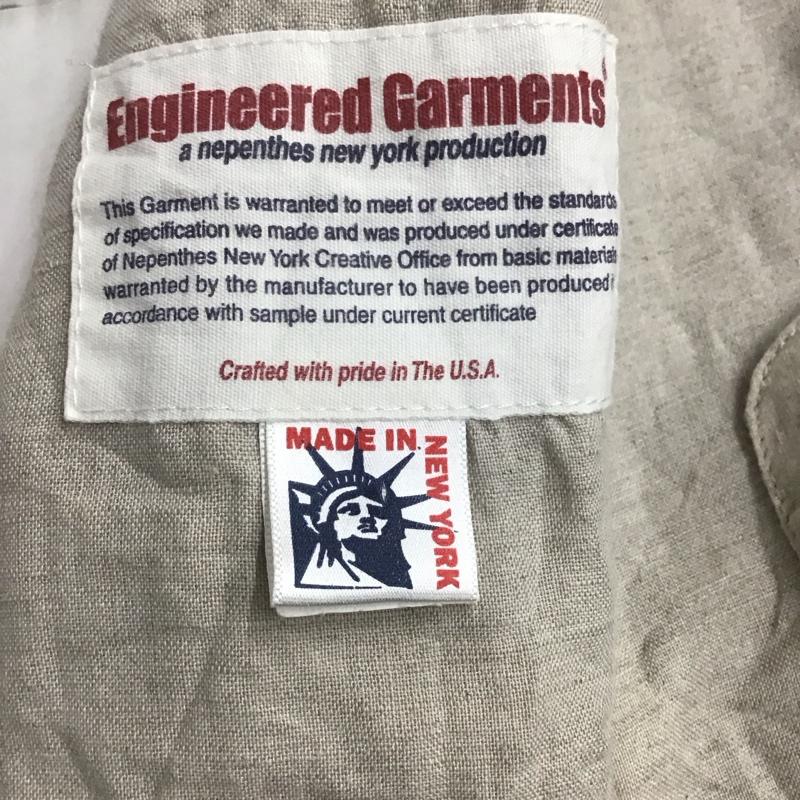 Engineered Garments
a nepenthes new york production
This Garment is warranted to meet or exceed the standards
of specification we made and was produced under certificate
of Nepenthes New York Creative Office from basic materials
warranted by the manufacturer to have been produced
accordance with sample under current certificate
Crafted with pride in The U.S.A.
MADE IN
NEW YORK